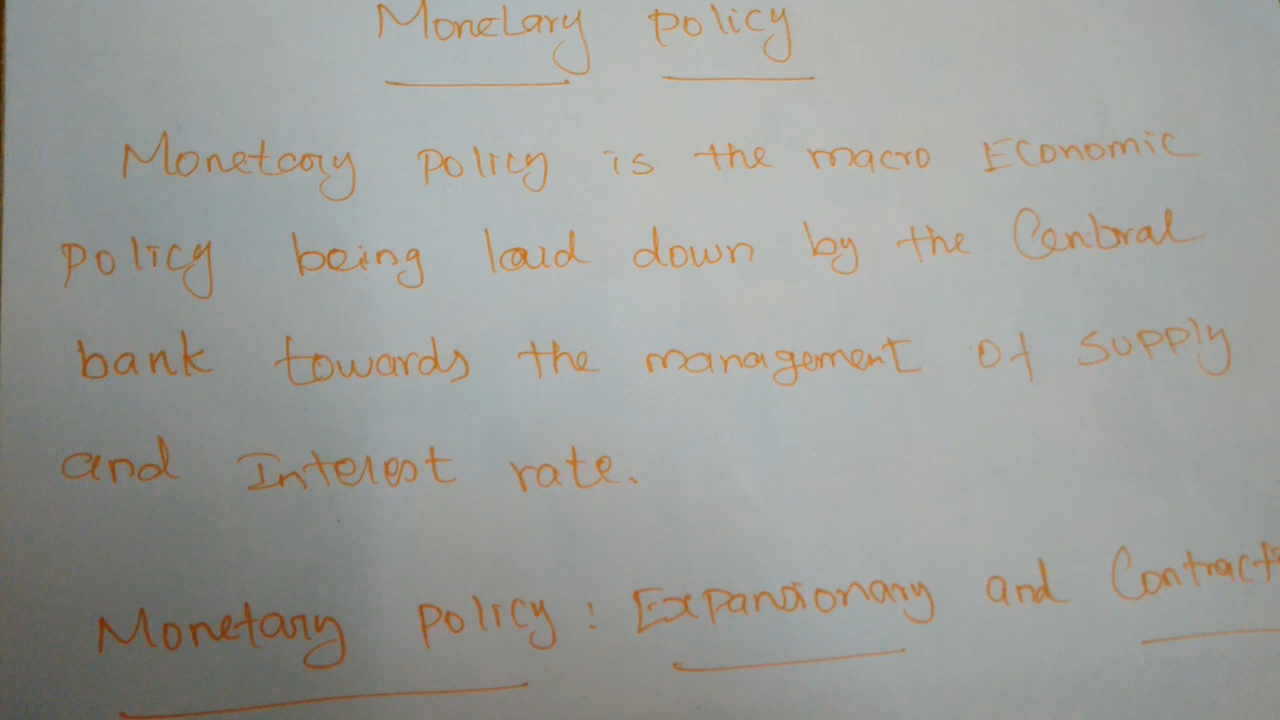 Monetary policy
Monetary policy is the macro Economic
policy being laid down by the Central
bank towards the management of supply
and Interest rate.
Monetary policy: Expansionary and Contract